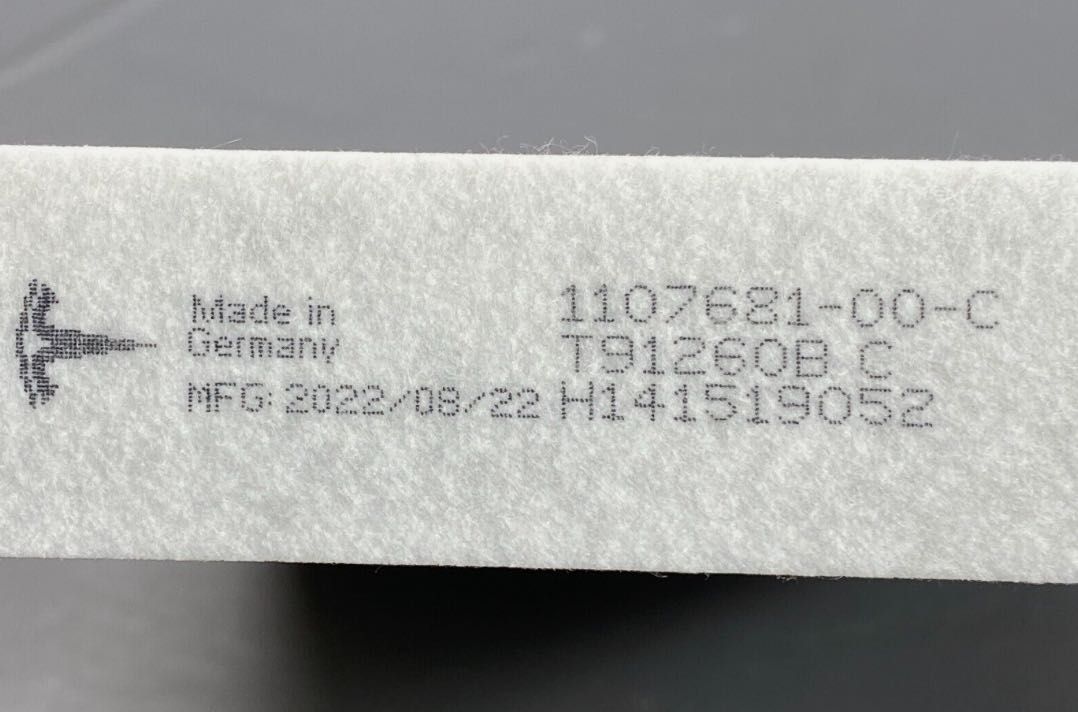 Made in
Germany
MFG: 2022/08/22
1107681-00-C
T91260B C
H141519052